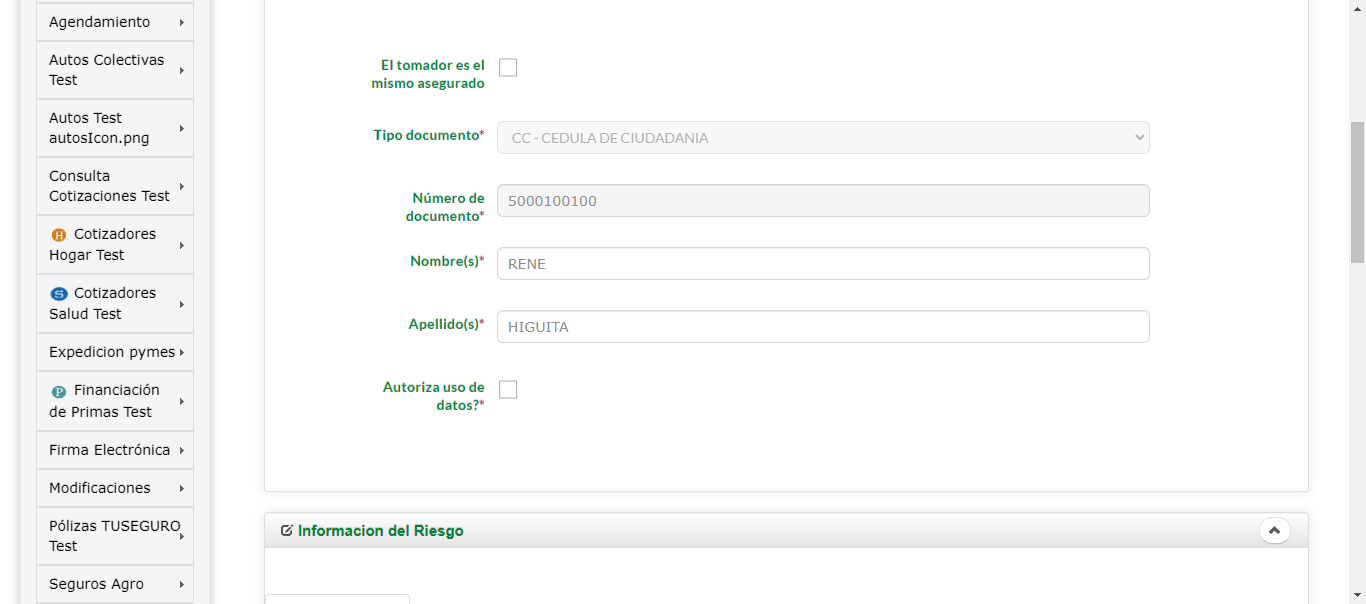 Agendamiento
Autos Colectivas
Test
Autos Test
autosIcon.png
Consulta
Cotizaciones Test
H Cotizadores
Hogar Test
S Cotizadores
Salud Test
Expedicion pymes
P Financiación
de Primas Test
Firma Electrónica
Modificaciones
Pólizas TUSEGURO
Test
Seguros Agro
El tomador es el
mismo asegurado
Tipo documento*
CC - CEDULA DE CIUDADANIA
Número de
documento*
5000100100
Nombre(s)*
RENE
Apellido(s)*
HIGUITA
Autoriza uso de
datos?*
Informacion del Riesgo